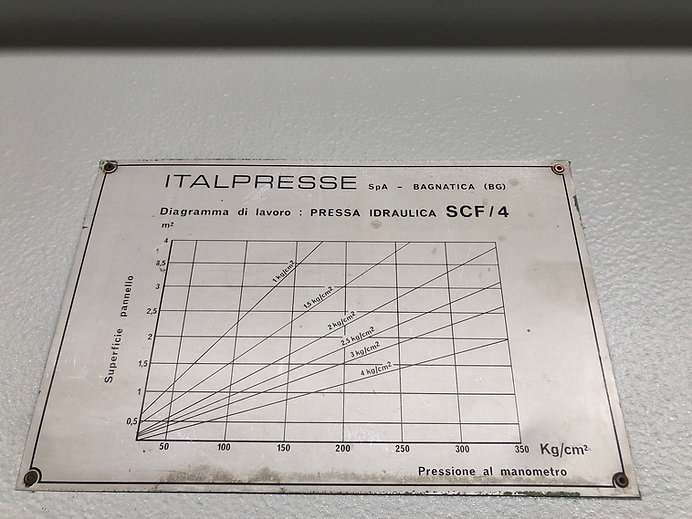 ITALPRESSE SpA - BAGNATICA (BG)
Diagramma di lavoro : PRESSA IDRAULICA SCF/4
m²
4
3,5
3
2,5
2
1,5
1
0,5
Superficie pannello
1 kg/cm²
1,5 kg/cm²
2 kg/cm²
2,5 kg/cm²
3 kg/cm²
4 kg/cm²
50 100 150 200 250 300 350 Kg/cm²
Pressione al manometro